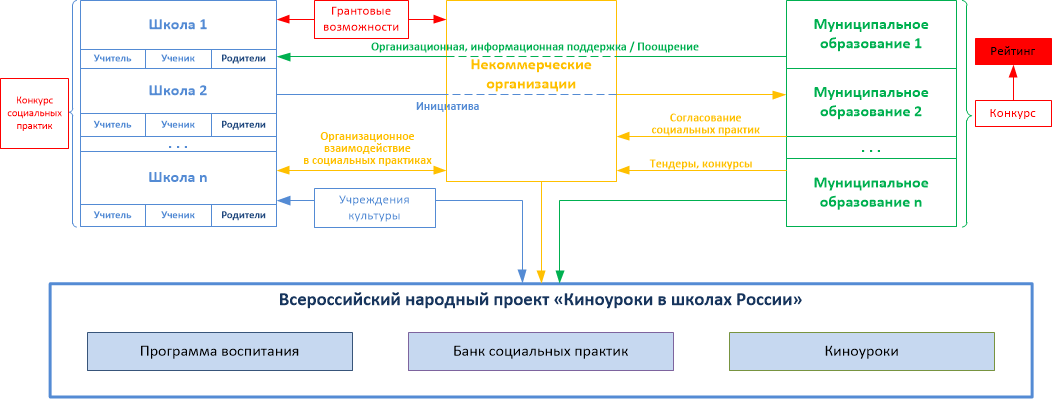 Школа 1
Учитель Ученик Родители
Школа 2
Учитель Ученик Родители
. . .
Школа n
Учитель Ученик Родители
Конкурс
социальных
практик
Грантовые
возможности
Организационная, информационная поддержка / Поощрение
Некоммерческие
организации
Инициатива
Организационное
взаимодействие
в социальных практиках
Согласование
социальных практик
Тендеры, конкурсы
Учреждения
культуры
Муниципальное
образование 1
Муниципальное
образование 2
. . .
Муниципальное
образование n
Рейтинг
Конкурс
Всероссийский народный проект «Киноуроки в школах России»
Программа воспитания
Банк социальных практик
Киноуроки